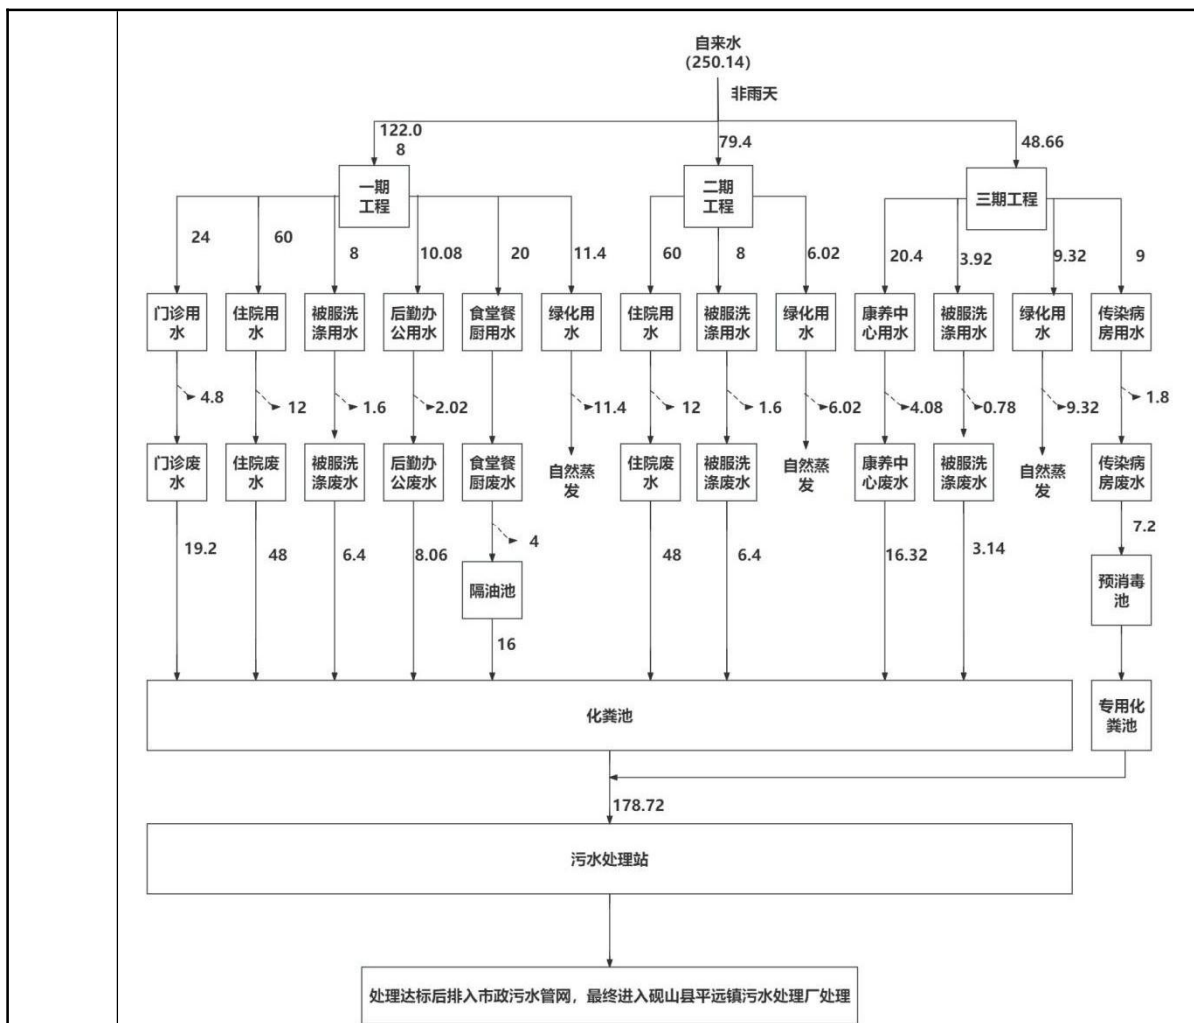 自来水
(250.14)
非雨天
122.0
8
79.4
48.66
一期
工程
二期
工程
三期工程
24
60
8
10.08
20
11.4
60
8
6.02
20.4
3.92
9.32
9
门诊用
水
住院用
水
被服洗
涤用水
后勤办
公用水
食堂餐
厨用水
绿化用
水
住院用
水
被服洗
涤用水
绿化用
水
康养中
心用水
被服洗
涤用水
绿化用
水
传染病
房用水
4.8
12
1.6
2.02
11.4
12
1.6
6.02
4.08
0.78
9.32
1.8
门诊废
水
住院废
水
被服洗
涤废水
后勤办
公废水
食堂餐
厨废水
自然蒸
发
住院废
水
被服洗
涤废水
自然蒸
发
康养中
心废水
被服洗
涤废水
自然蒸
发
传染病
房废水
19.2
48
6.4
8.06
4
48
6.4
16.32
3.14
7.2
隔油池
预消毒
池
16
化粪池
专用化
粪池
178.72
污水处理站
处理达标后排入市政污水管网，最终进入砚山县平远镇污水处理厂处理